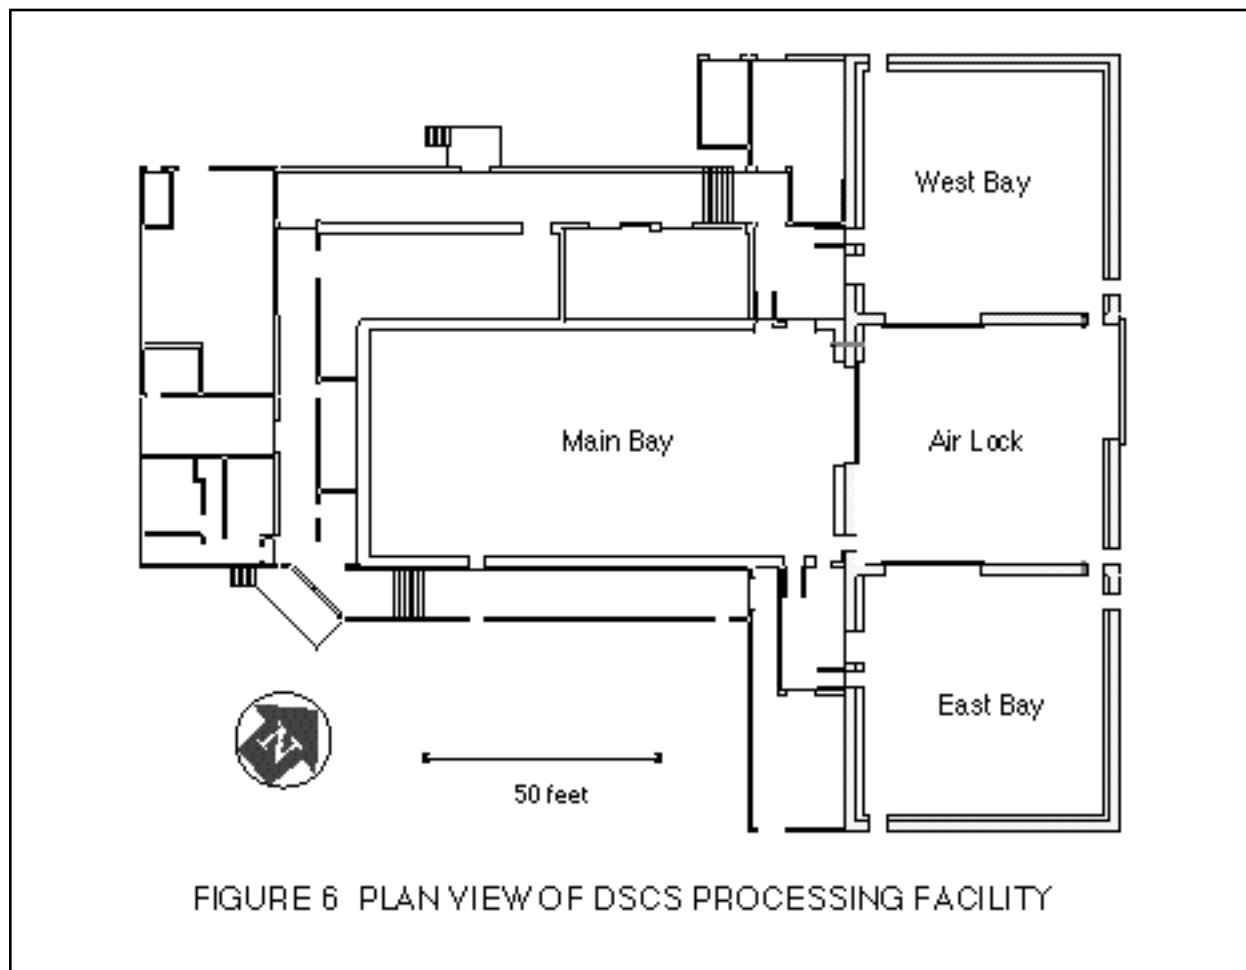 West Bay
Main Bay
Air Lock
East Bay
N
50 feet
FIGURE 6 PLAN VIEW OF DSCS PROCESSING FACILITY